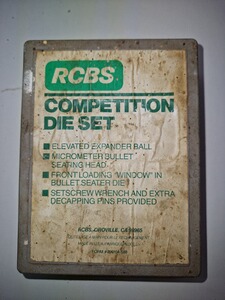 RCBS
COMPETITION
DIE SET
ELEVATED EXPANDER BALL
MICROMETER BULLET
SEATING HEAD
FRONT LOADING "WINDOW" IN
BULLET SEATER DIE
SETSCREW WRENCH AND EXTRA
DECAPPING PINS PROVIDED
RCBS, OROVILLE, CA 95965